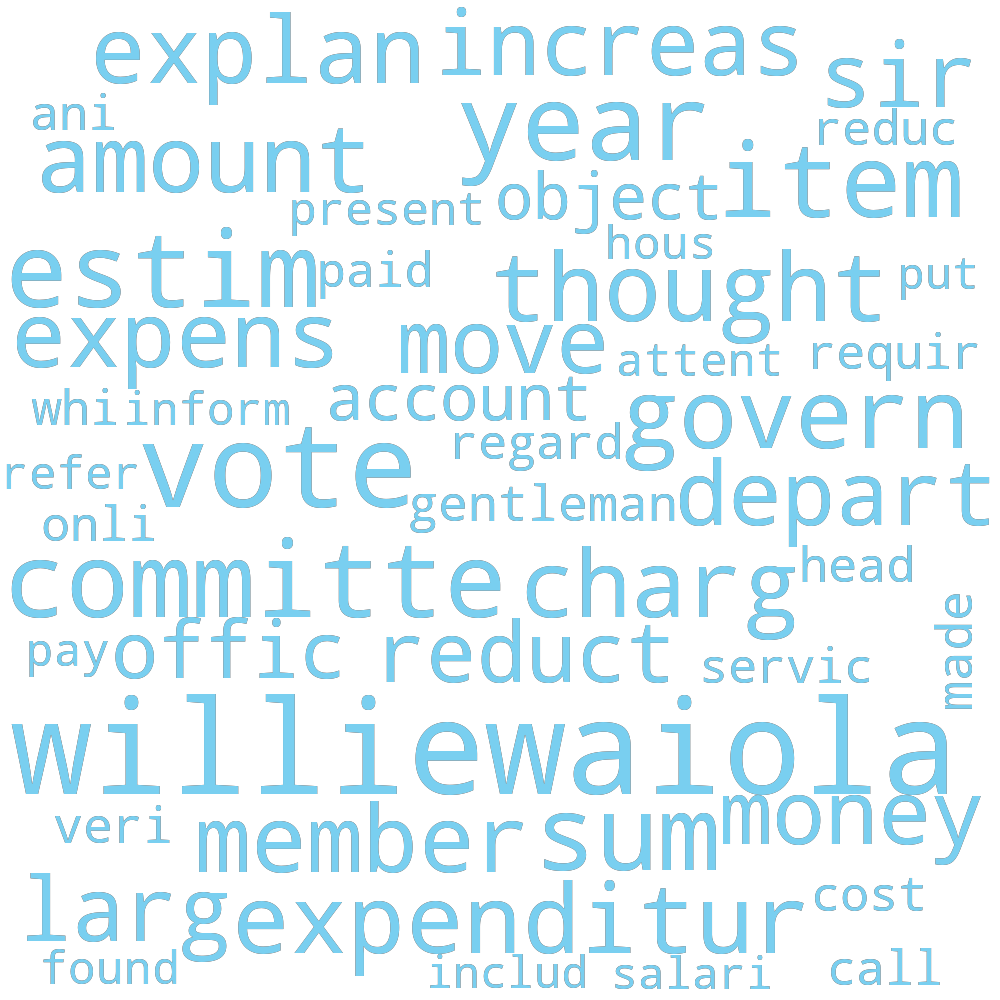 explan increas sir
ani reduc
amount year item
present object
hous
estim paid thought put
expens move attent requir
whi inform account govern
vote regard
refer gentleman depart
onli
committe charg head
pay offic reduct servic made
williewaiola
veri member sum money
larg expenditur cost
found includ salari call